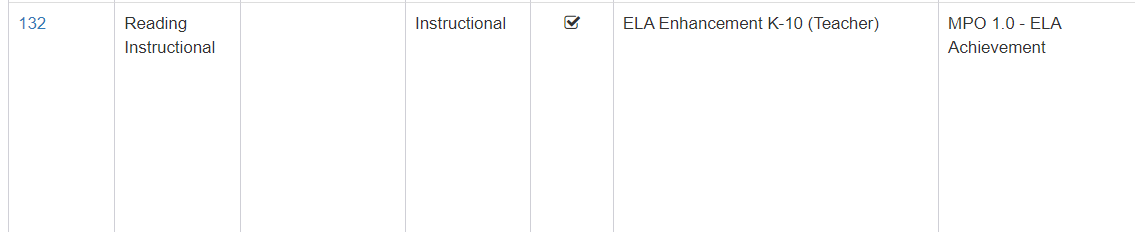 132
Reading
Instructional
Instructional
ELA Enhancement K-10 (Teacher)
MPO 1.0 - ELA
Achievement